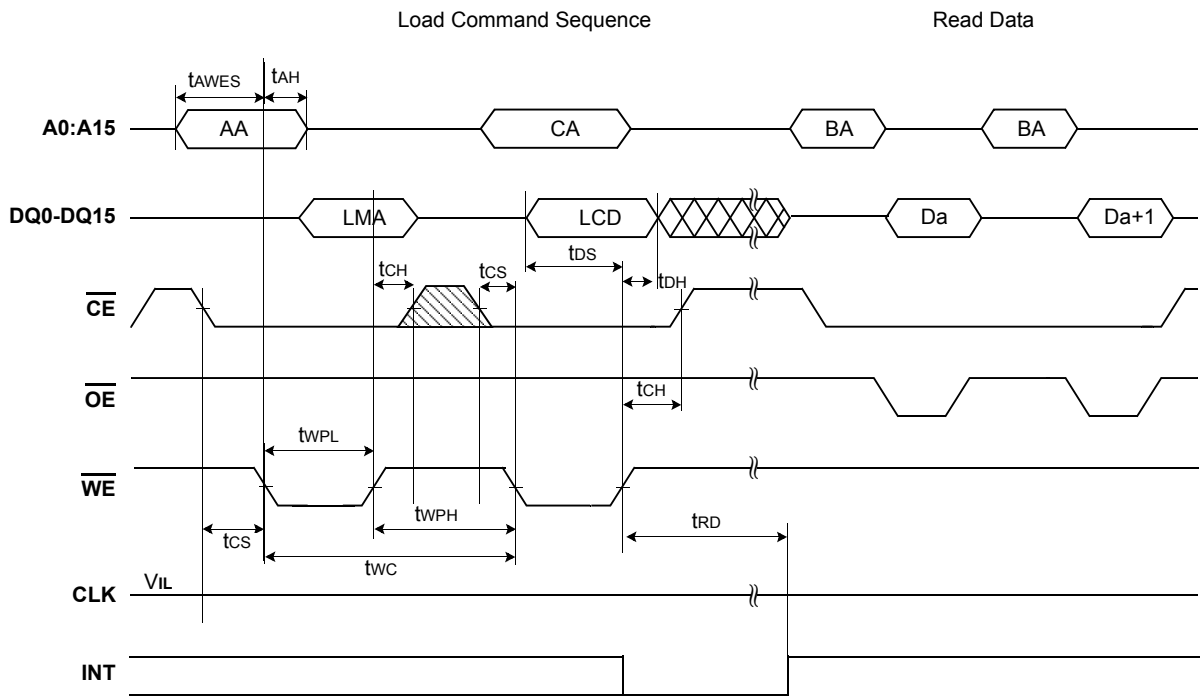 Load Command Sequence Read Data
tAWES tAH
A0:A15 AA CA BA BA
DQ0-DQ15 LMA LCD Da Da+1
tCH tCS tDS tDH
CE
OE tCH
tWPL
WE
tCS tWPH tRD
tWC
CLK VIL
INT